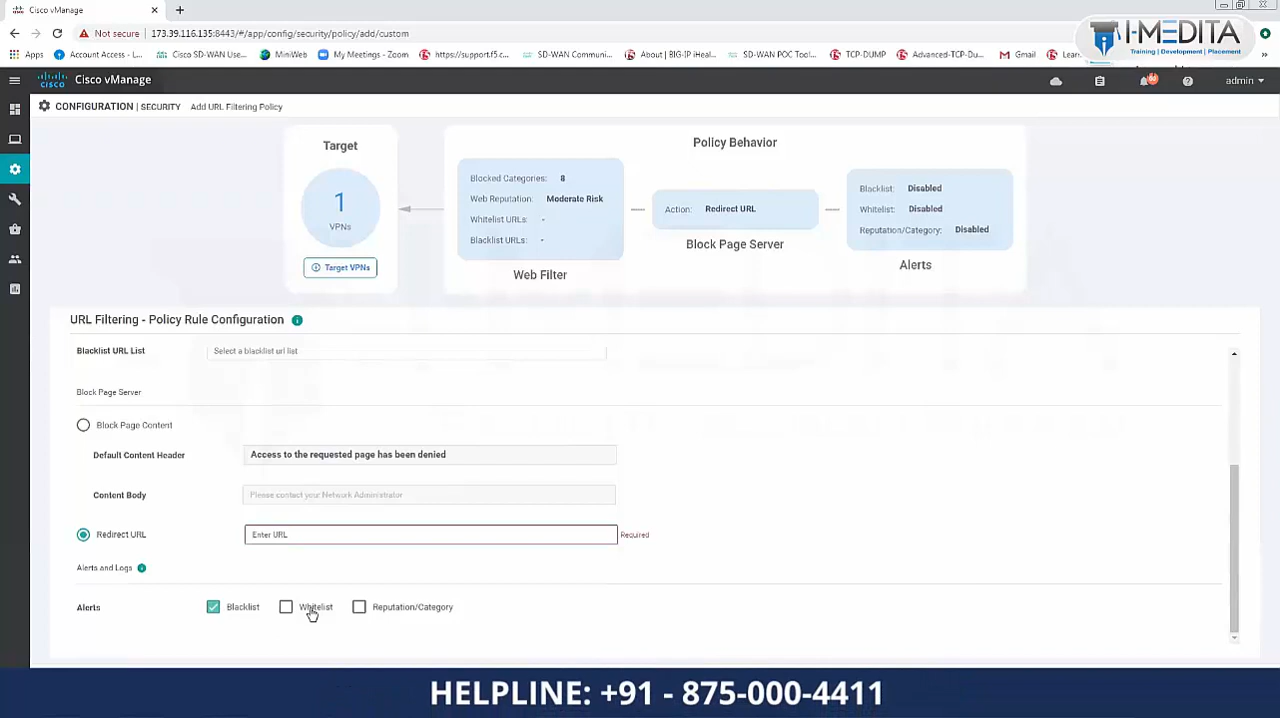 Cisco vManage
I-MEDITA
Training | Development | Placement
Not secure 173.39.116.135:8443/#/app/config/security/policy/add/custom
Apps Account Access - L... Cisco SD-WAN Use... MiniWeb My Meetings - Zoom https://support.f5.c... SD-WAN Communi... About | BIG-IP iHeal... SD-WAN POC Tool... TCP-DUMP Advanced-TCP-Du... Gmail Lear
CISCO Cisco vManage
admin
CONFIGURATION | SECURITY Add URL Filtering Policy
Target
1
VPNs
Target VPNs
Policy Behavior
Blocked Categories: 8
Web Reputation: Moderate Risk
Whitelist URLs: -
Blacklist URLs: -
Web Filter
Action: Redirect URL
Block Page Server
Blacklist: Disabled
Whitelist: Disabled
Reputation/Category: Disabled
Alerts
URL Filtering - Policy Rule Configuration
Blacklist URL List Select a blacklist url list
Block Page Server
Block Page Content
Default Content Header Access to the requested page has been denied
Content Body Please contact your Network Administrator
Redirect URL Enter URL Required
Alerts and Logs
Alerts Blacklist Whitelist Reputation/Category
HELPLINE: +91 - 875-000-4411